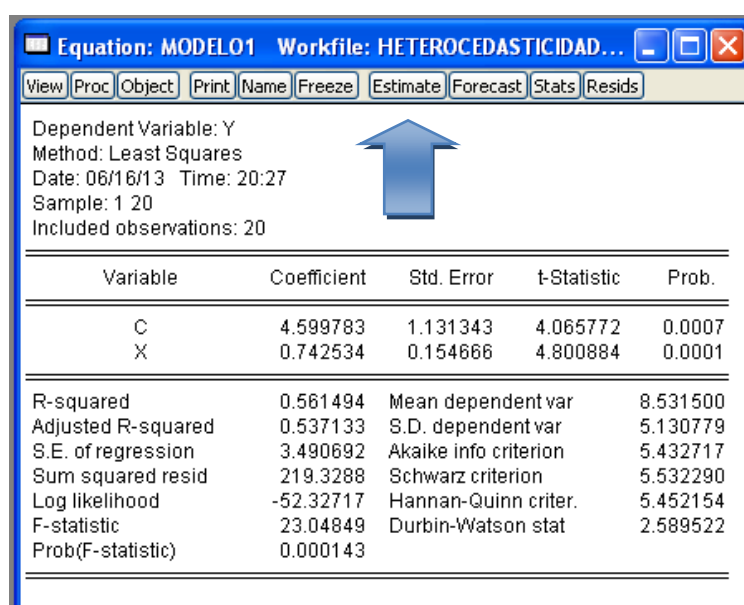 Equation: MODELO1 Workfile: HETEROCEDASTICIDAD...
View Proc Object Print Name Freeze Estimate Forecast Stats Resids
Dependent Variable: Y
Method: Least Squares
Date: 06/16/13 Time: 20:27
Sample: 1 20
Included observations: 20
Variable Coefficient Std. Error t-Statistic Prob.
C 4.599783 1.131343 4.065772 0.0007
X 0.742534 0.154666 4.800884 0.0001
R-squared 0.561494 Mean dependent var 8.531500
Adjusted R-squared 0.537133 S.D. dependent var 5.130779
S.E. of regression 3.490692 Akaike info criterion 5.432717
Sum squared resid 219.3288 Schwarz criterion 5.532290
Log likelihood -52.32717 Hannan-Quinn criter. 5.452154
F-statistic 23.04849 Durbin-Watson stat 2.589522
Prob(F-statistic) 0.000143